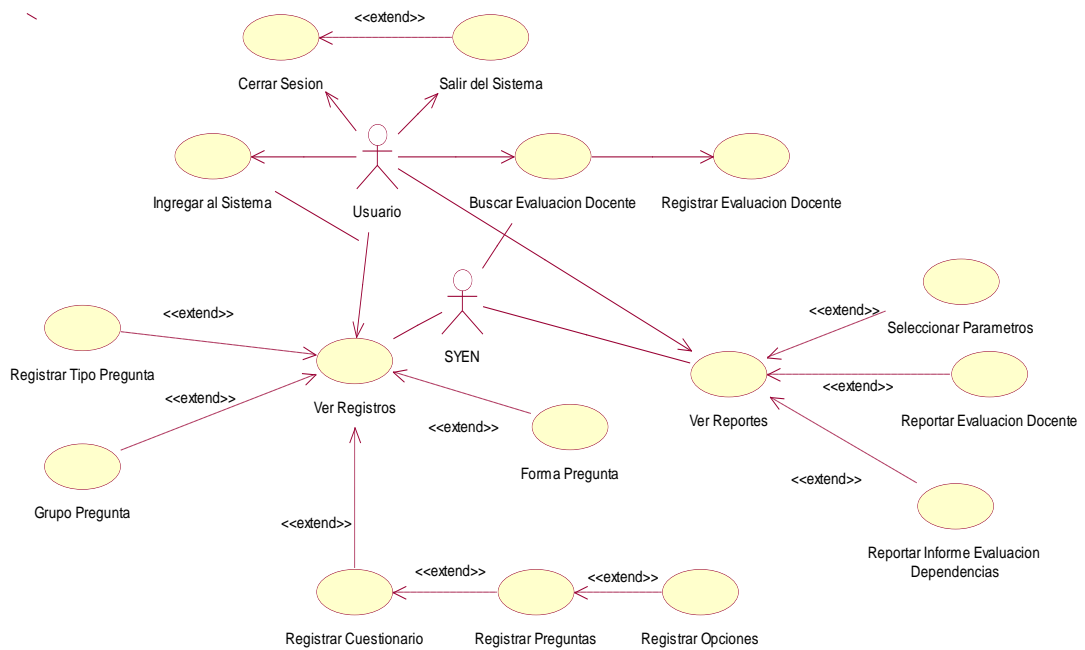 <<extend>>
Cerrar Sesion
Salir del Sistema
Ingregar al Sistema
Usuario
Buscar Evaluacion Docente
Registrar Evaluacion Docente
<<extend>>
Registrar Tipo Pregunta
SYEN
<<extend>>
Seleccionar Parametros
<<extend>>
Ver Registros
<<extend>>
Ver Reportes
<<extend>>
Reportar Evaluacion Docente
Grupo Pregunta
Forma Pregunta
<<extend>>
Reportar Informe Evaluacion
Dependencias
<<extend>>
<<extend>>
<<extend>>
Registrar Cuestionario
Registrar Preguntas
Registrar Opciones